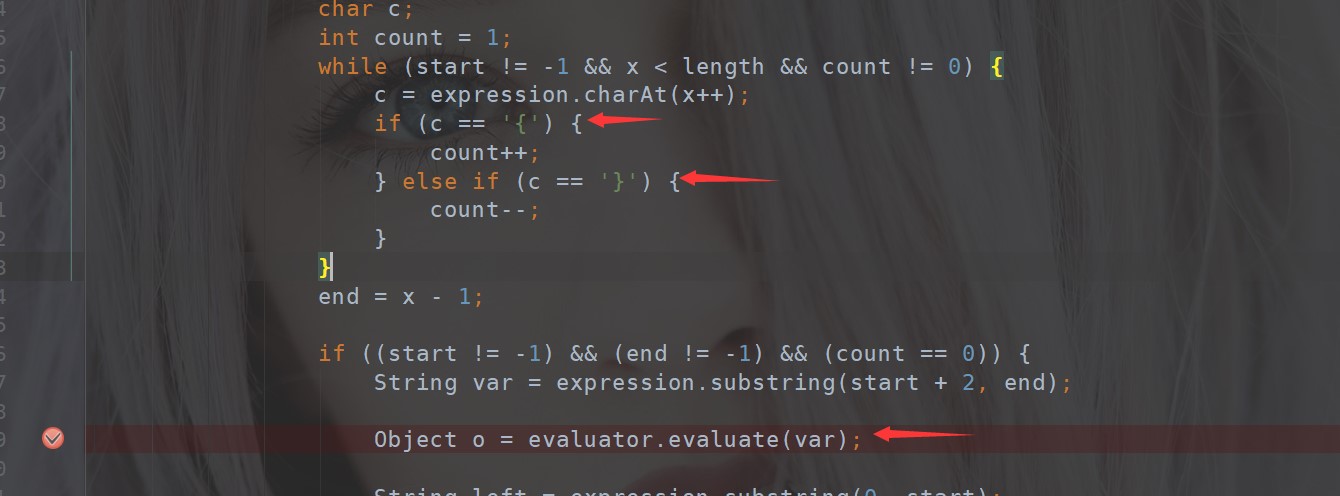 char c;
int count = 1;
while (start != -1 && x < length && count != 0) {
c = expression.charAt(x++);
if (c == '{') {
count++;
} else if (c == '}') {
count--;
}
}
end = x - 1;
if ((start != -1) && (end != -1) && (count == 0)) {
String var = expression.substring(start + 2, end);
Object o = evaluator.evaluate(var);
String left = expression.substring(0, start);